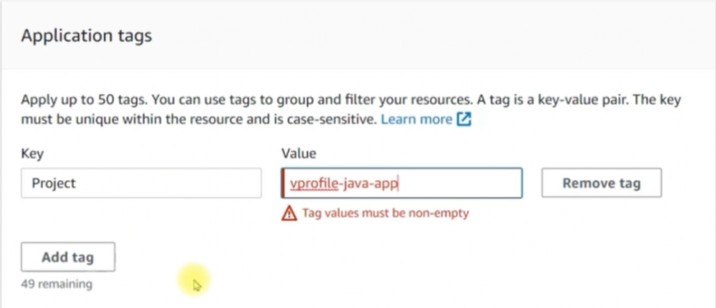 Application tags
Apply up to 50 tags. You can use tags to group and filter your resources. A tag is a key-value pair. The key
must be unique within the resource and is case-sensitive. Learn more
Key Value
Project vprofile-java-app Remove tag
Tag values must be non-empty
Add tag
49 remaining